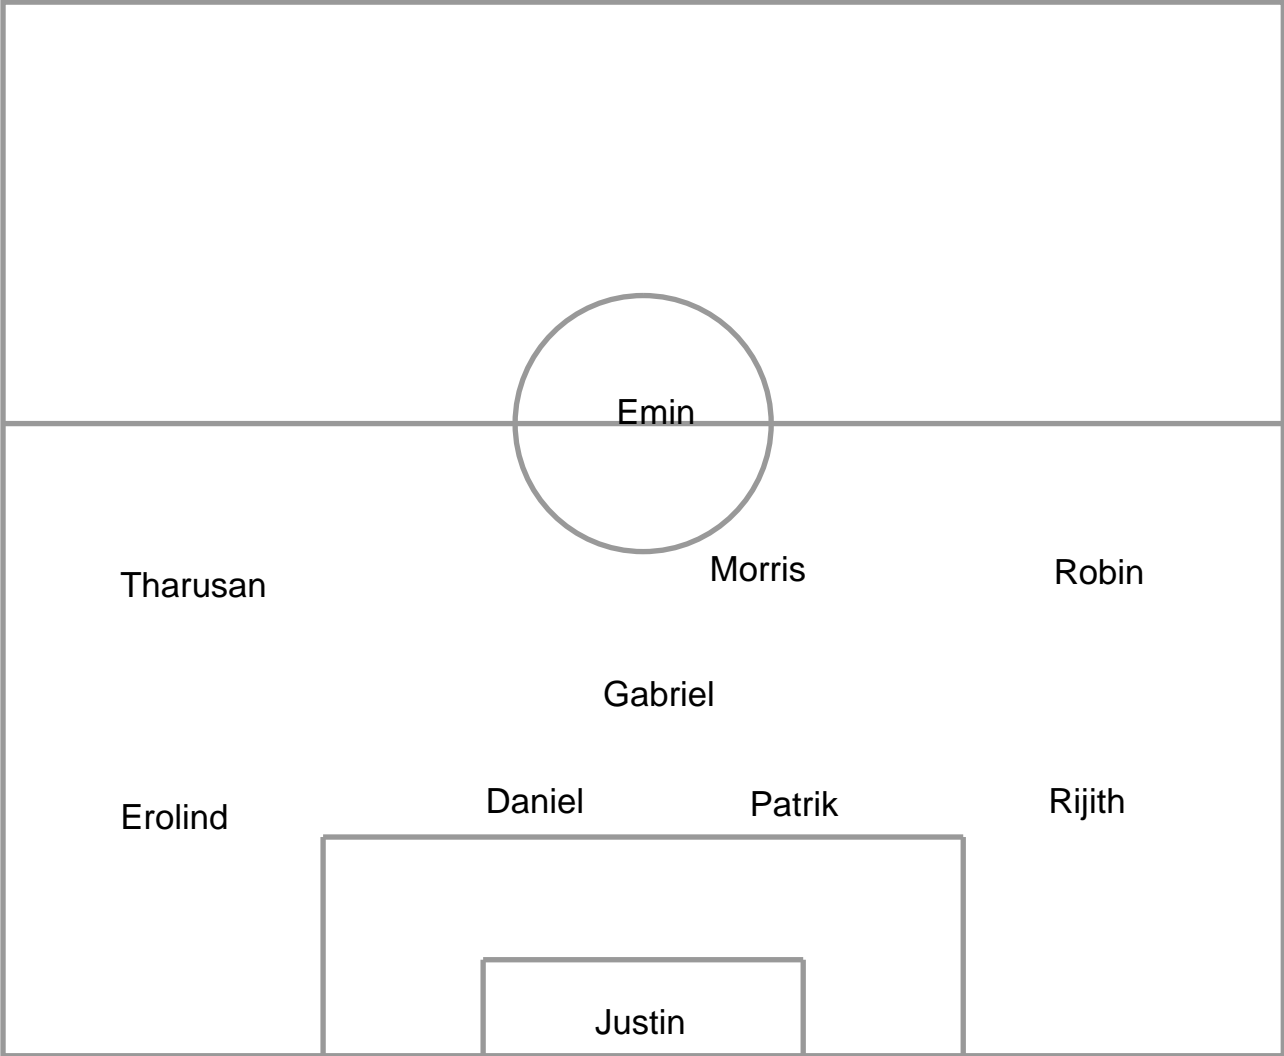 Emin
Tharusan
Morris
Robin
Gabriel
Erolind
Daniel
Patrik
Rijith
Justin